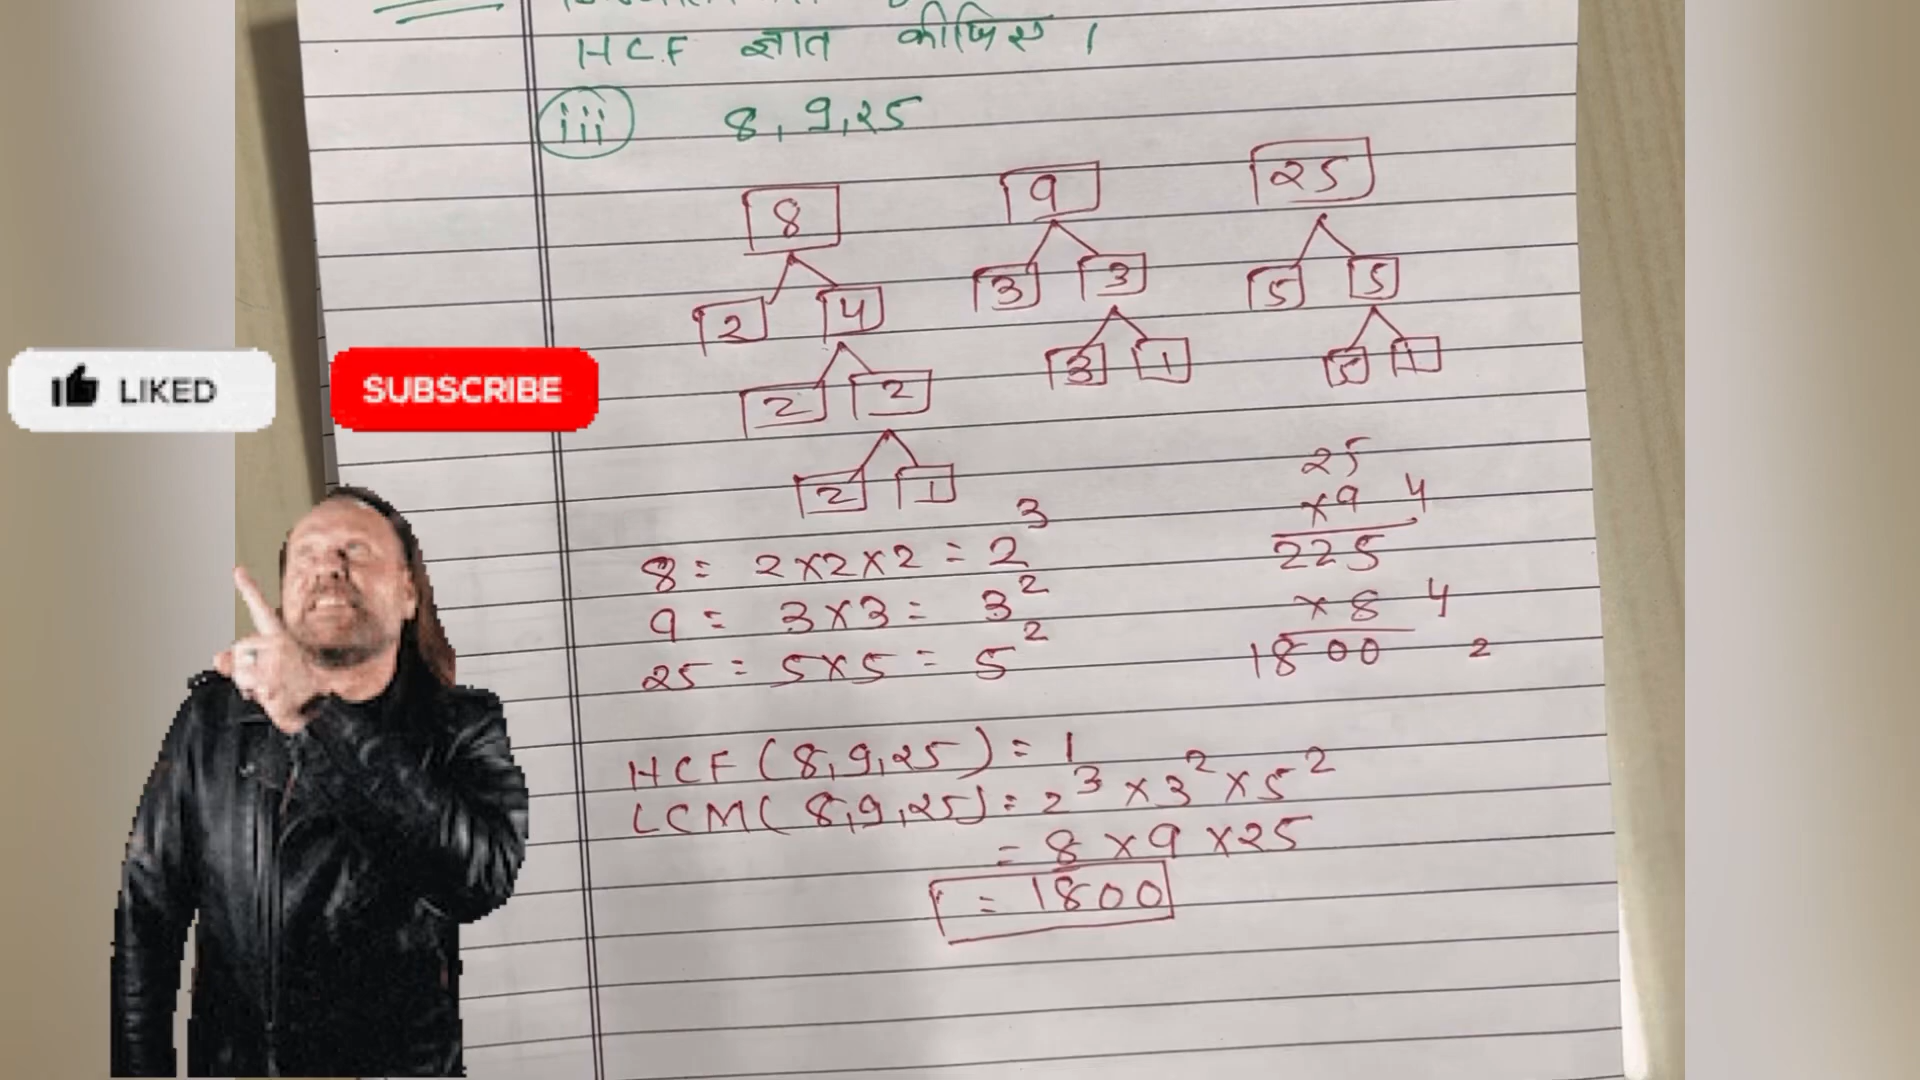 HCF ज्ञात कीजिए ।
iii 8, 9, 25
8 9 25
2 4 3 3 5 5
2 2 3 1 5 1
2 1
LIKED
SUBSCRIBE
8 = 2×2×2 = 2³
9 = 3×3 = 3²
25 = 5×5 = 5²
25
×9 4
225
×8 4
1800 2
HCF (8,9,25) = 1
LCM( 8,9,25) = 2³ × 3² × 5²
= 8 × 9 × 25
= 1800